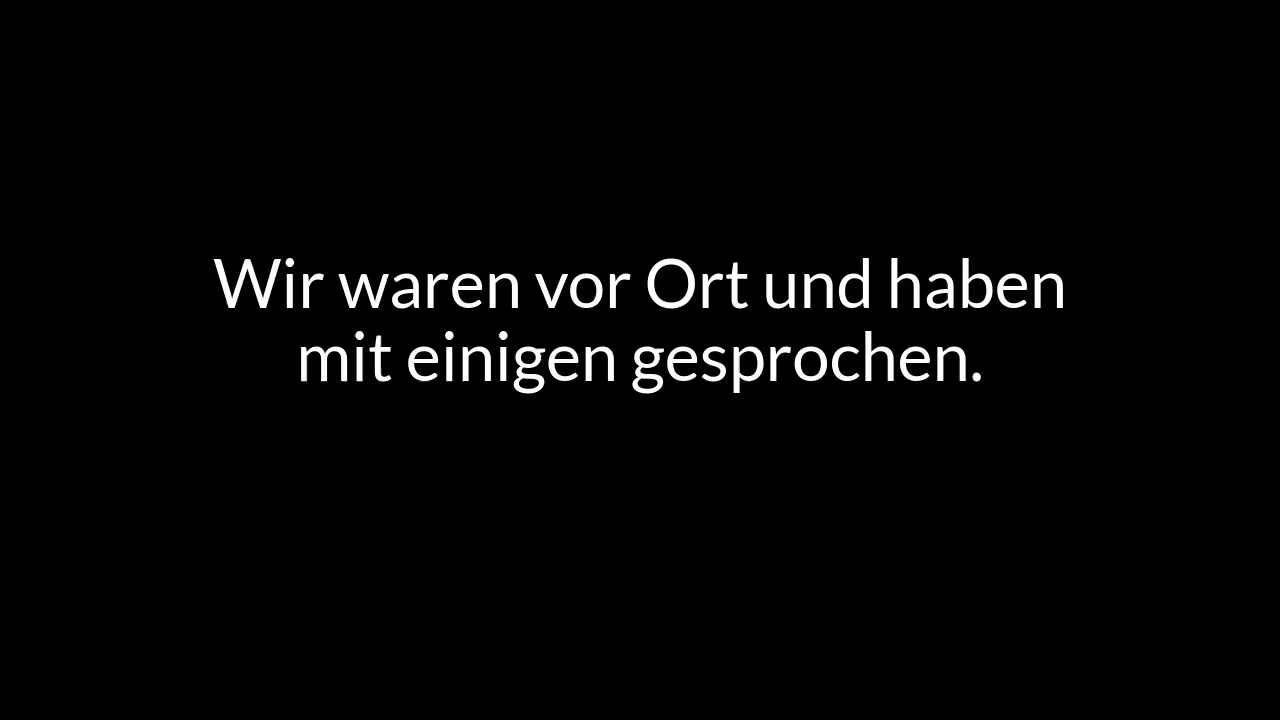 Wir waren vor Ort und haben
mit einigen gesprochen.